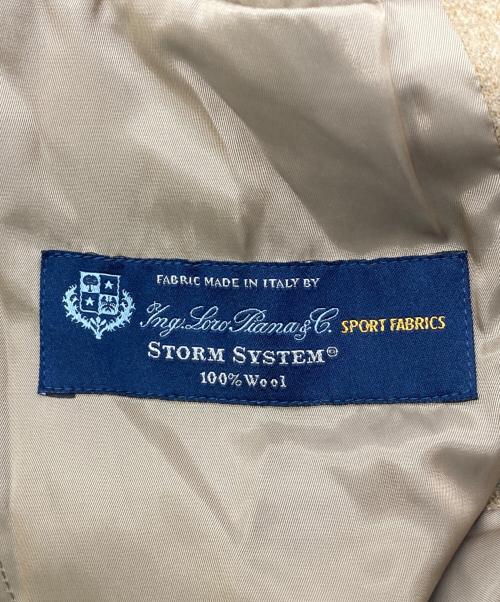 FABRIC MADE IN ITALY BY
Ing. Loro Piana & C. SPORT FABRICS
STORM SYSTEM®
100% Wool